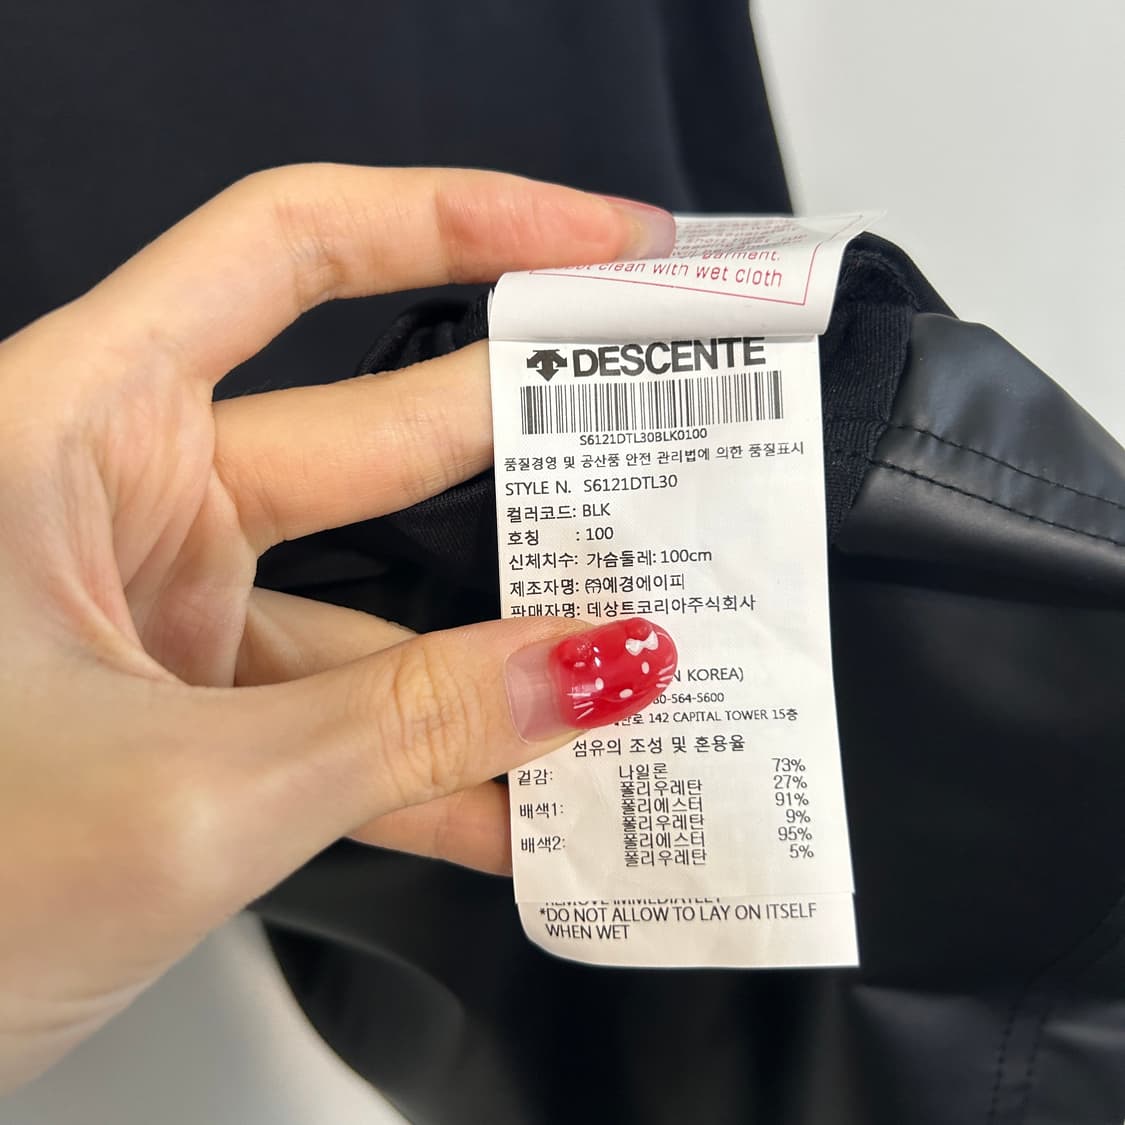 garment.
clean with wet cloth
DESCENTE
S6121DTL30BLK0100
품질경영 및 공산품 안전 관리법에 의한 품질표시
STYLE N. S6121DTL30
컬러코드: BLK
호칭 : 100
신체치수: 가슴둘레: 100cm
제조자명: ㈜예경에이피
판매자명: 데상트코리아주식회사
KOREA)
-564-5600
142 CAPITAL TOWER 15층
섬유의 조성 및 혼용율
겉감: 나일론 73%
폴리우레탄 27%
배색1: 폴리에스터 91%
폴리우레탄 9%
배색2: 폴리에스터 95%
폴리우레탄 5%
REMOVE IMMEDIATELY
*DO NOT ALLOW TO LAY ON ITSELF
WHEN WET